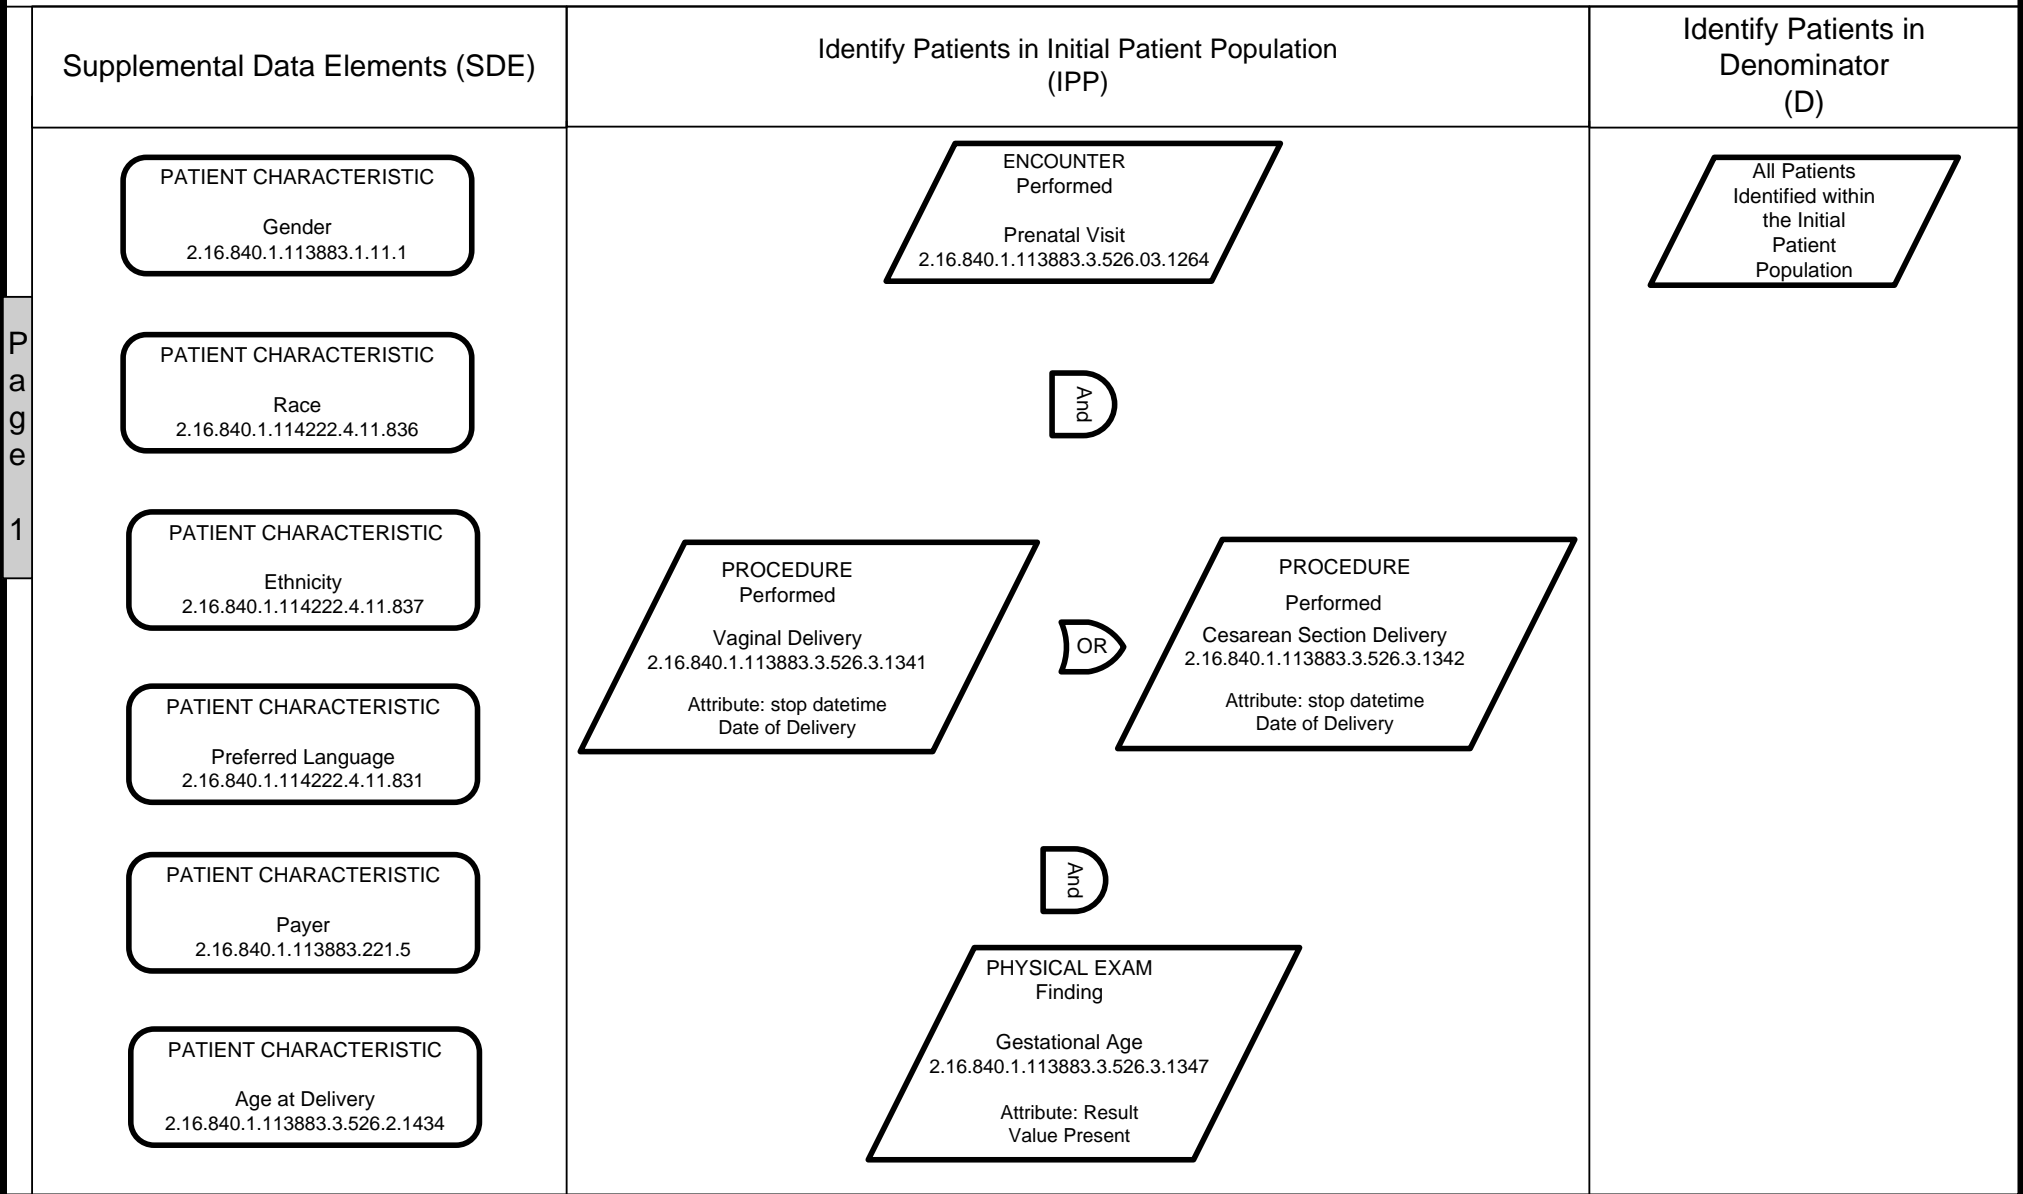 Supplemental Data Elements (SDE)
Identify Patients in Initial Patient Population
(IPP)
Identify Patients in
Denominator
(D)
Page 1
PATIENT CHARACTERISTIC
Gender
2.16.840.1.113883.1.11.1
PATIENT CHARACTERISTIC
Race
2.16.840.1.114222.4.11.836
PATIENT CHARACTERISTIC
Ethnicity
2.16.840.1.114222.4.11.837
PATIENT CHARACTERISTIC
Preferred Language
2.16.840.1.114222.4.11.831
PATIENT CHARACTERISTIC
Payer
2.16.840.1.113883.221.5
PATIENT CHARACTERISTIC
Age at Delivery
2.16.840.1.113883.3.526.2.1434
ENCOUNTER
Performed
Prenatal Visit
2.16.840.1.113883.3.526.03.1264
And
PROCEDURE
Performed
Vaginal Delivery
2.16.840.1.113883.3.526.3.1341
Attribute: stop datetime
Date of Delivery
OR
PROCEDURE
Performed
Cesarean Section Delivery
2.16.840.1.113883.3.526.3.1342
Attribute: stop datetime
Date of Delivery
And
PHYSICAL EXAM
Finding
Gestational Age
2.16.840.1.113883.3.526.3.1347
Attribute: Result
Value Present
All Patients
Identified within
the Initial
Patient
Population